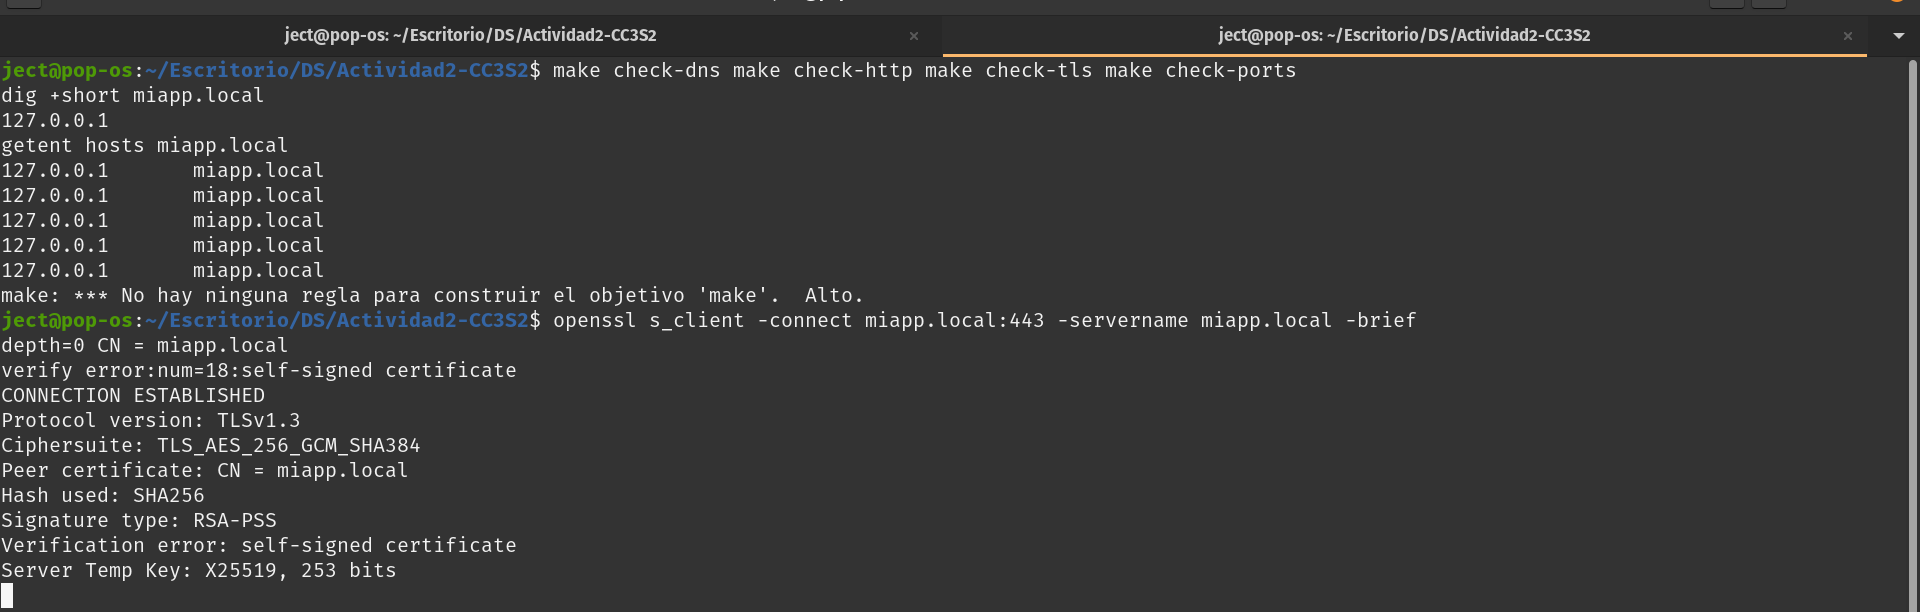 ject@pop-os: ~/Escritorio/DS/Actividad2-CC3S2 × ject@pop-os: ~/Escritorio/DS/Actividad2-CC3S2 ×
ject@pop-os:~/Escritorio/DS/Actividad2-CC3S2$ make check-dns make check-http make check-tls make check-ports
dig +short miapp.local
127.0.0.1
getent hosts miapp.local
127.0.0.1       miapp.local
127.0.0.1       miapp.local
127.0.0.1       miapp.local
127.0.0.1       miapp.local
127.0.0.1       miapp.local
make: *** No hay ninguna regla para construir el objetivo 'make'.  Alto.
ject@pop-os:~/Escritorio/DS/Actividad2-CC3S2$ openssl s_client -connect miapp.local:443 -servername miapp.local -brief
depth=0 CN = miapp.local
verify error:num=18:self-signed certificate
CONNECTION ESTABLISHED
Protocol version: TLSv1.3
Ciphersuite: TLS_AES_256_GCM_SHA384
Peer certificate: CN = miapp.local
Hash used: SHA256
Signature type: RSA-PSS
Verification error: self-signed certificate
Server Temp Key: X25519, 253 bits